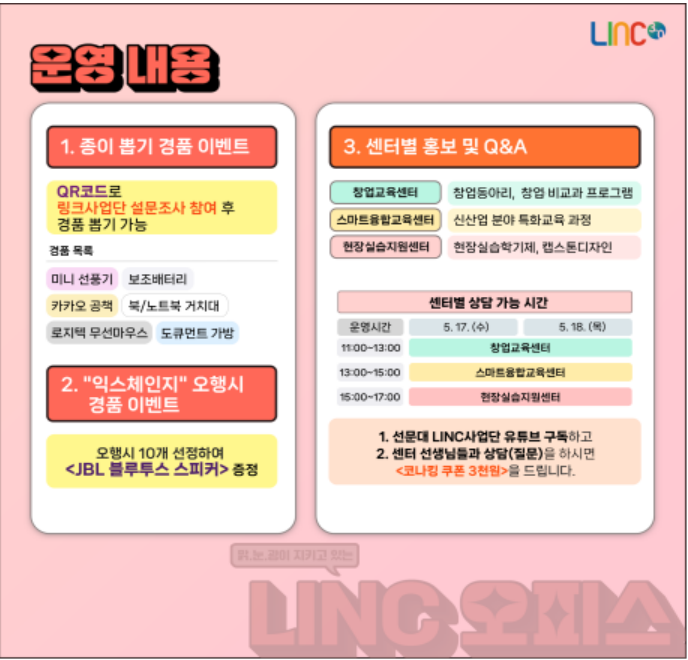 LINC 3.0
운영 내용
1. 종이 뽑기 경품 이벤트
QR코드로
링크사업단 설문조사 참여 후
경품 뽑기 가능
경품 목록
미니 선풍기 보조배터리
카카오 공책 북/노트북 거치대
로지텍 무선마우스 도큐먼트 가방
2. "익스체인지" 오행시
경품 이벤트
오행시 10개 선정하여
<JBL 블루투스 스피커> 증정
3. 센터별 홍보 및 Q&A
창업교육센터 창업동아리, 창업 비교과 프로그램
스마트융합교육센터 신산업 분야 특화교육 과정
현장실습지원센터 현장실습학기제, 캡스톤디자인
센터별 상담 가능 시간
운영시간 5. 17. (수) 5. 18. (목)
11:00~13:00 창업교육센터
13:00~15:00 스마트융합교육센터
15:00~17:00 현장실습지원센터
1. 선문대 LINC사업단 유튜브 구독하고
2. 센터 선생님들과 상담(질문)을 하시면
<코나킹 쿠폰 3천원>을 드립니다.
맑.눈.광이 지키고 있는
LINC 오피스